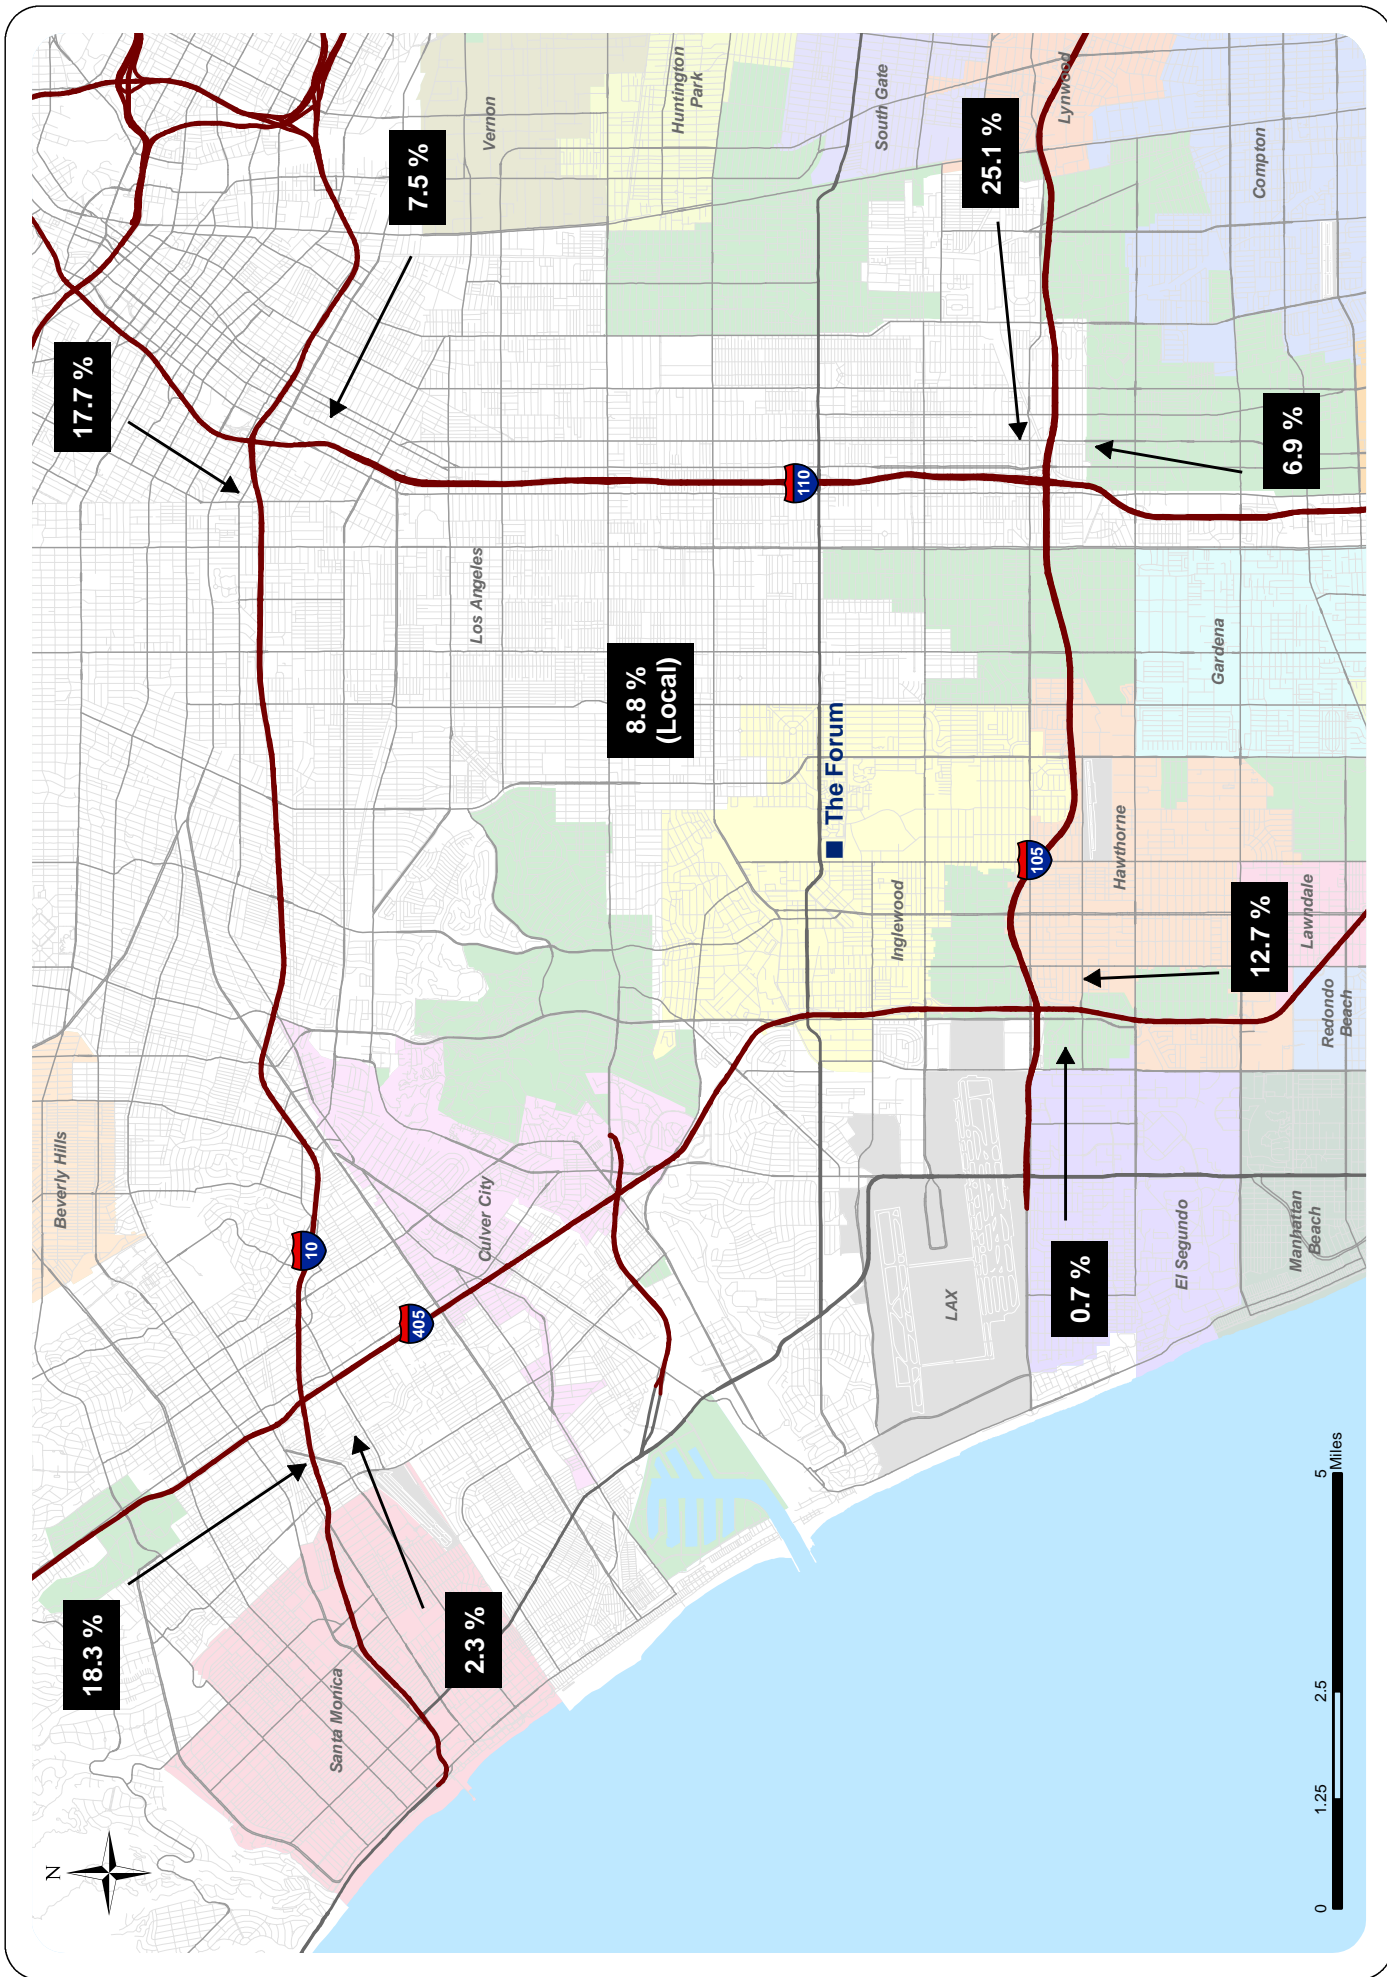 N
18.3 %
17.7 %
Beverly Hills
7.5 %
10
405
2.3 %
Santa Monica
Culver City
Los Angeles
Vernon
8.8 %
(Local)
Huntington
Park
110
The Forum
South Gate
Inglewood
LAX
25.1 %
105
Lynwood
0.7 %
Hawthorne
El Segundo
Gardena
Compton
12.7 %
6.9 %
Manhattan
Beach
Lawndale
Redondo
Beach
0
1.25
2.5
5
Miles